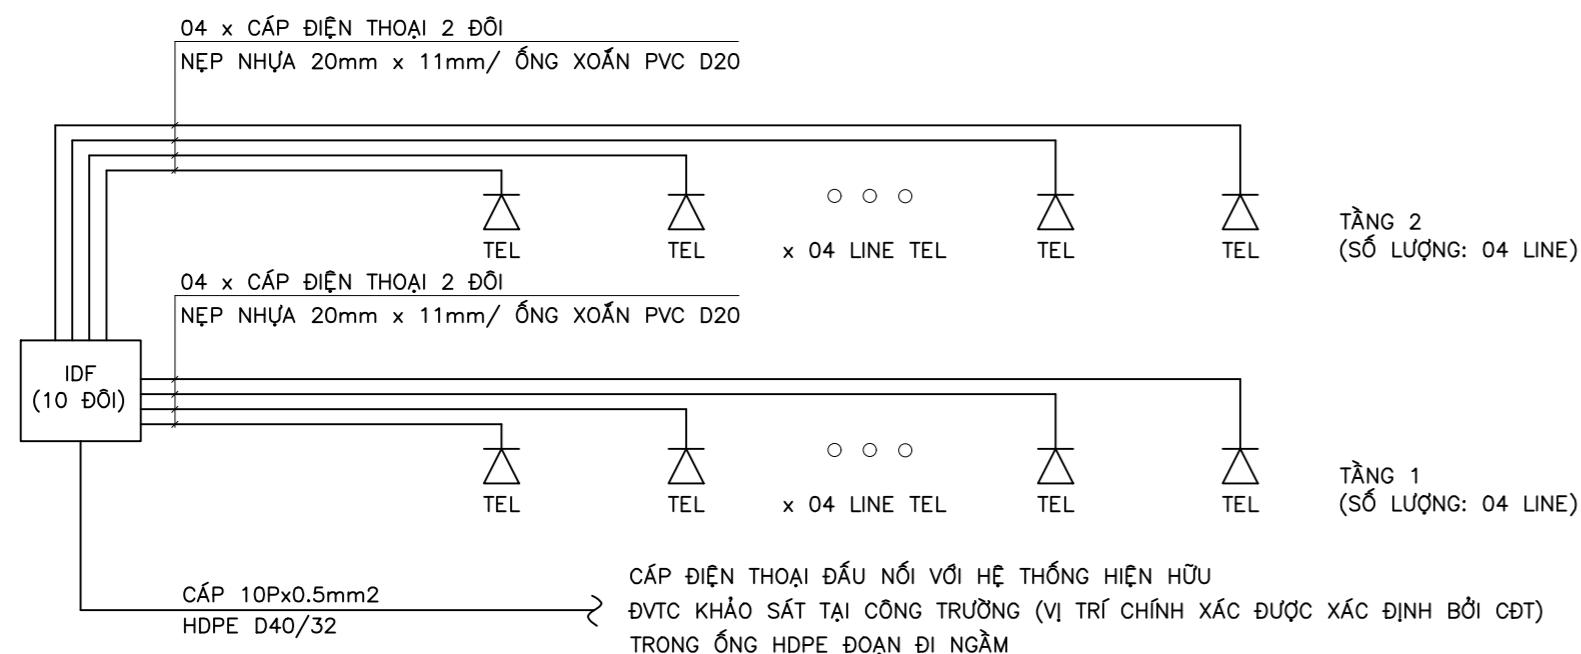 04 x CÁP ĐIỆN THOẠI 2 ĐÔI
NẸP NHỰA 20mm x 11mm/ ỐNG XOẮN PVC D20
TEL TEL x 04 LINE TEL TEL TEL
TẦNG 2
(SỐ LƯỢNG: 04 LINE)
04 x CÁP ĐIỆN THOẠI 2 ĐÔI
NẸP NHỰA 20mm x 11mm/ ỐNG XOẮN PVC D20
IDF
(10 ĐÔI)
TEL TEL x 04 LINE TEL TEL TEL
TẦNG 1
(SỐ LƯỢNG: 04 LINE)
CÁP 10Px0.5mm2
HDPE D40/32
CÁP ĐIỆN THOẠI ĐẤU NỐI VỚI HỆ THỐNG HIỆN HỮU
ĐVTC KHẢO SÁT TẠI CÔNG TRƯỜNG (VỊ TRÍ CHÍNH XÁC ĐƯỢC XÁC ĐỊNH BỞI CĐT)
TRONG ỐNG HDPE ĐOẠN ĐI NGẦM